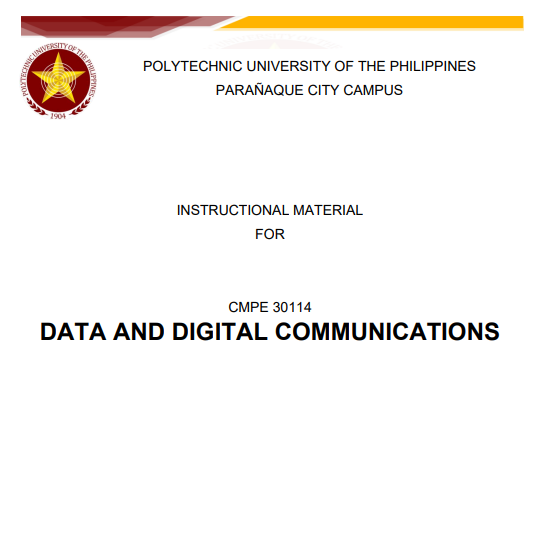 POLYTECHNIC UNIVERSITY OF THE PHILIPPINES
1904
POLYTECHNIC UNIVERSITY OF THE PHILIPPINES
PARAÑAQUE CITY CAMPUS
INSTRUCTIONAL MATERIAL
FOR
CMPE 30114
DATA AND DIGITAL COMMUNICATIONS